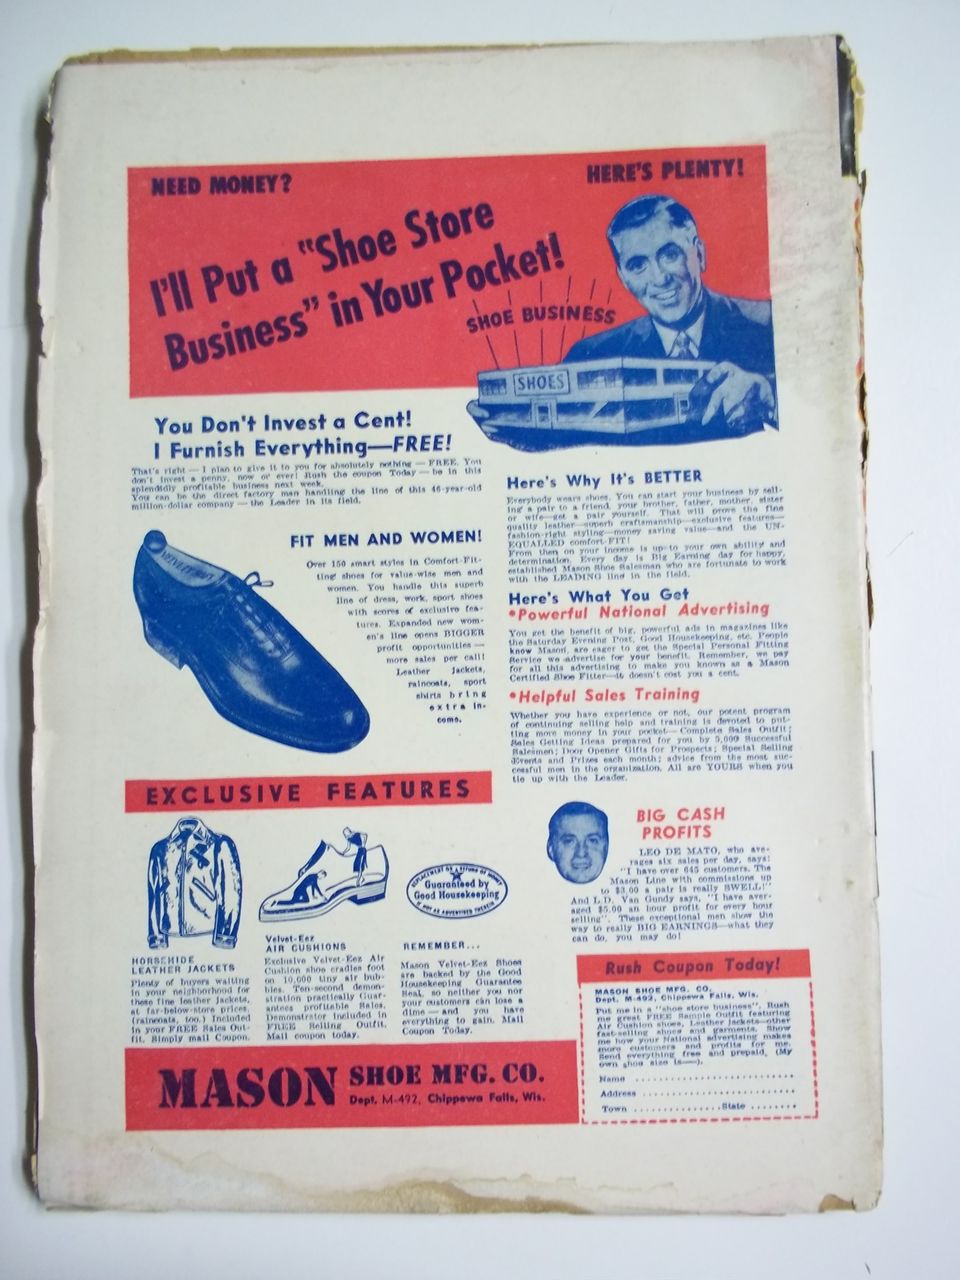 NEED MONEY?
HERE'S PLENTY!
I'll Put a "Shoe Store
Business" in Your Pocket!
SHOE BUSINESS
SHOES
You Don't Invest a Cent!
I Furnish Everything—FREE!
That's right — I plan to give it to you for absolutely nothing — FREE. You
don't invest a penny, now or ever! Rush the coupon Today — be in this
splendidly profitable business next week.
You can be the direct factory man handling the line of this 46-year-old
million-dollar company — the Leader in its field.
FIT MEN AND WOMEN!
Over 150 smart styles in Comfort-Fit-
ting shoes for value-wise men and
women. You handle this superb
line of dress, work, sport shoes
with scores of exclusive fea-
tures. Expanded new wom-
en's line opens BIGGER
profit opportunities —
more sales per call!
Leather Jackets,
raincoats, sport
shirts bring
extra in-
come.
Here's Why It's BETTER
Everybody wears shoes. You can start your business by sell-
ing a pair to a friend, your brother, father, mother, sister
or wife—get a pair yourself. That will prove the fine
quality leather—superb craftsmanship—exclusive features—
fashion-right styling—money saving value—and the UN-
EQUALLED comfort-FIT!
From then on your income is up to your own ability and
determination. Every day is Big Earning day for happy,
established Mason Shoe Salesman who are fortunate to work
with the LEADING line in the field.
Here's What You Get
•Powerful National Advertising
You get the benefit of big, powerful ads in magazines like
the Saturday Evening Post, Good Housekeeping, etc. People
know Mason, are eager to get the Special Personal Fitting
Service we advertise for your benefit. Remember, we pay
for all this advertising to make you known as a Mason
Certified Shoe Fitter—it doesn't cost you a cent.
•Helpful Sales Training
Whether you have experience or not, our potent program
of continuing selling help and training is devoted to put-
ting more money in your pocket— Complete Sales Outfit;
Sales Getting Ideas prepared for you by 5,000 Successful
Salesmen; Door Opener Gifts for Prospects; Special Selling
Events and Prizes each month; advice from the most suc-
cessful men in the organization. All are YOURS when you
tie up with the Leader.
EXCLUSIVE FEATURES
REPLACEMENT OR A REFUND OF MONEY
Guaranteed by
Good Housekeeping
IF NOT AS ADVERTISED THEREIN
HORSEHIDE
LEATHER JACKETS
Plenty of buyers waiting
in your neighborhood for
these fine leather jackets,
at far-below-store prices.
(raincoats, too.) Included
in your FREE Sales Out-
fit. Simply mail Coupon.
Velvet-Eez
AIR CUSHIONS
Exclusive Velvet-Eez Air
Cushion shoe cradles foot
on 10,000 tiny air bub-
bles. Ten-second demon-
stration practically Guar-
antees profitable Sales.
Demonstrator included in
FREE Selling Outfit.
Mail coupon today.
REMEMBER...
Mason Velvet-Eez Shoes
are backed by the Good
Housekeeping Guarantee
Seal, so neither you nor
your customers can lose a
dime — and you have
everything to gain. Mail
Coupon Today.
BIG CASH
PROFITS
LEO DE MATO, who ave-
rages six sales per day, says:
"I have over 645 customers. The
Mason Line with commissions up
to $3.00 a pair is really SWELL!"
And L.D. Van Gundy says, "I have aver-
aged $5.00 an hour profit for every hour
selling". These exceptional men show the
way to really BIG EARNINGS—what they
can do, you may do!
Rush Coupon Today!
MASON SHOE MFG. CO.
Dept. M-492, Chippewa Falls, Wis.
Put me in a "shoe store business". Rush
me great FREE Sample Outfit featuring
Air Cushion shoes, Leather Jackets—other
fast-selling shoes and garments. Show
me how your National advertising makes
more customers and profits for me.
Send everything free and prepaid. (My
own shoe size is——).
Name
Address
Town State
MASON SHOE MFG. CO.
Dept. M-492, Chippewa Falls, Wis.